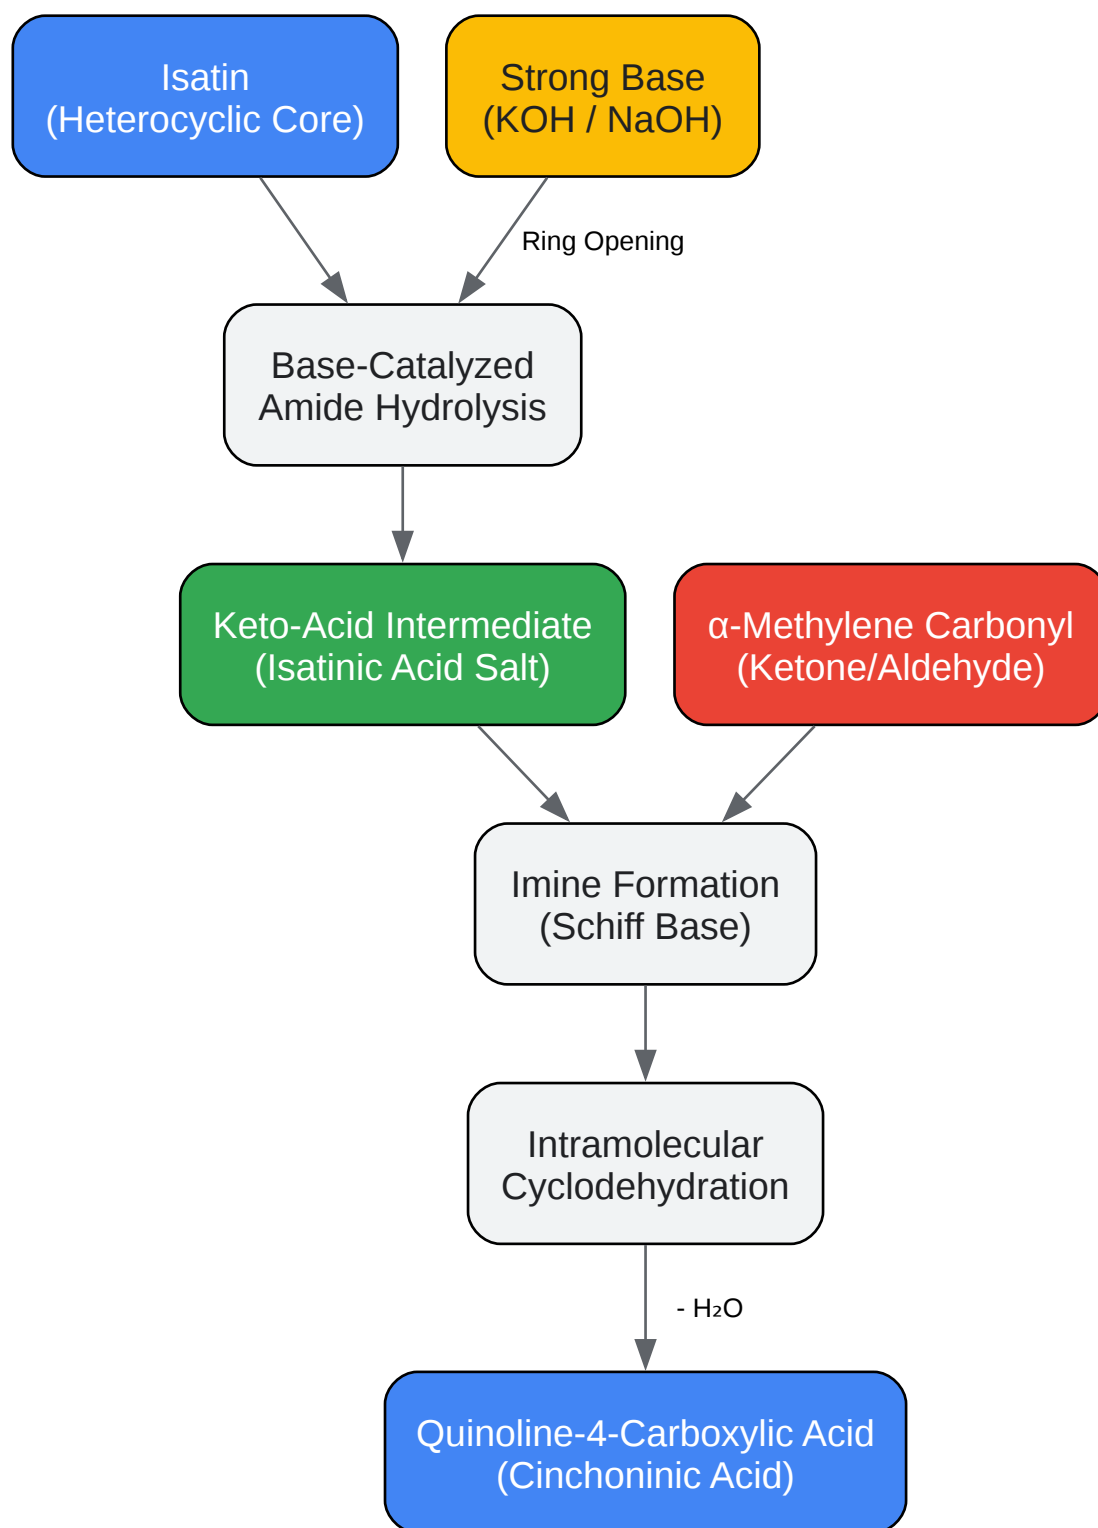 Isatin
(Heterocyclic Core)
Strong Base
(KOH / NaOH)
Ring Opening
Base-Catalyzed
Amide Hydrolysis
Keto-Acid Intermediate
(Isatinic Acid Salt)
α-Methylene Carbonyl
(Ketone/Aldehyde)
Imine Formation
(Schiff Base)
Intramolecular
Cyclodehydration
- H₂O
Quinoline-4-Carboxylic Acid
(Cinchoninic Acid)